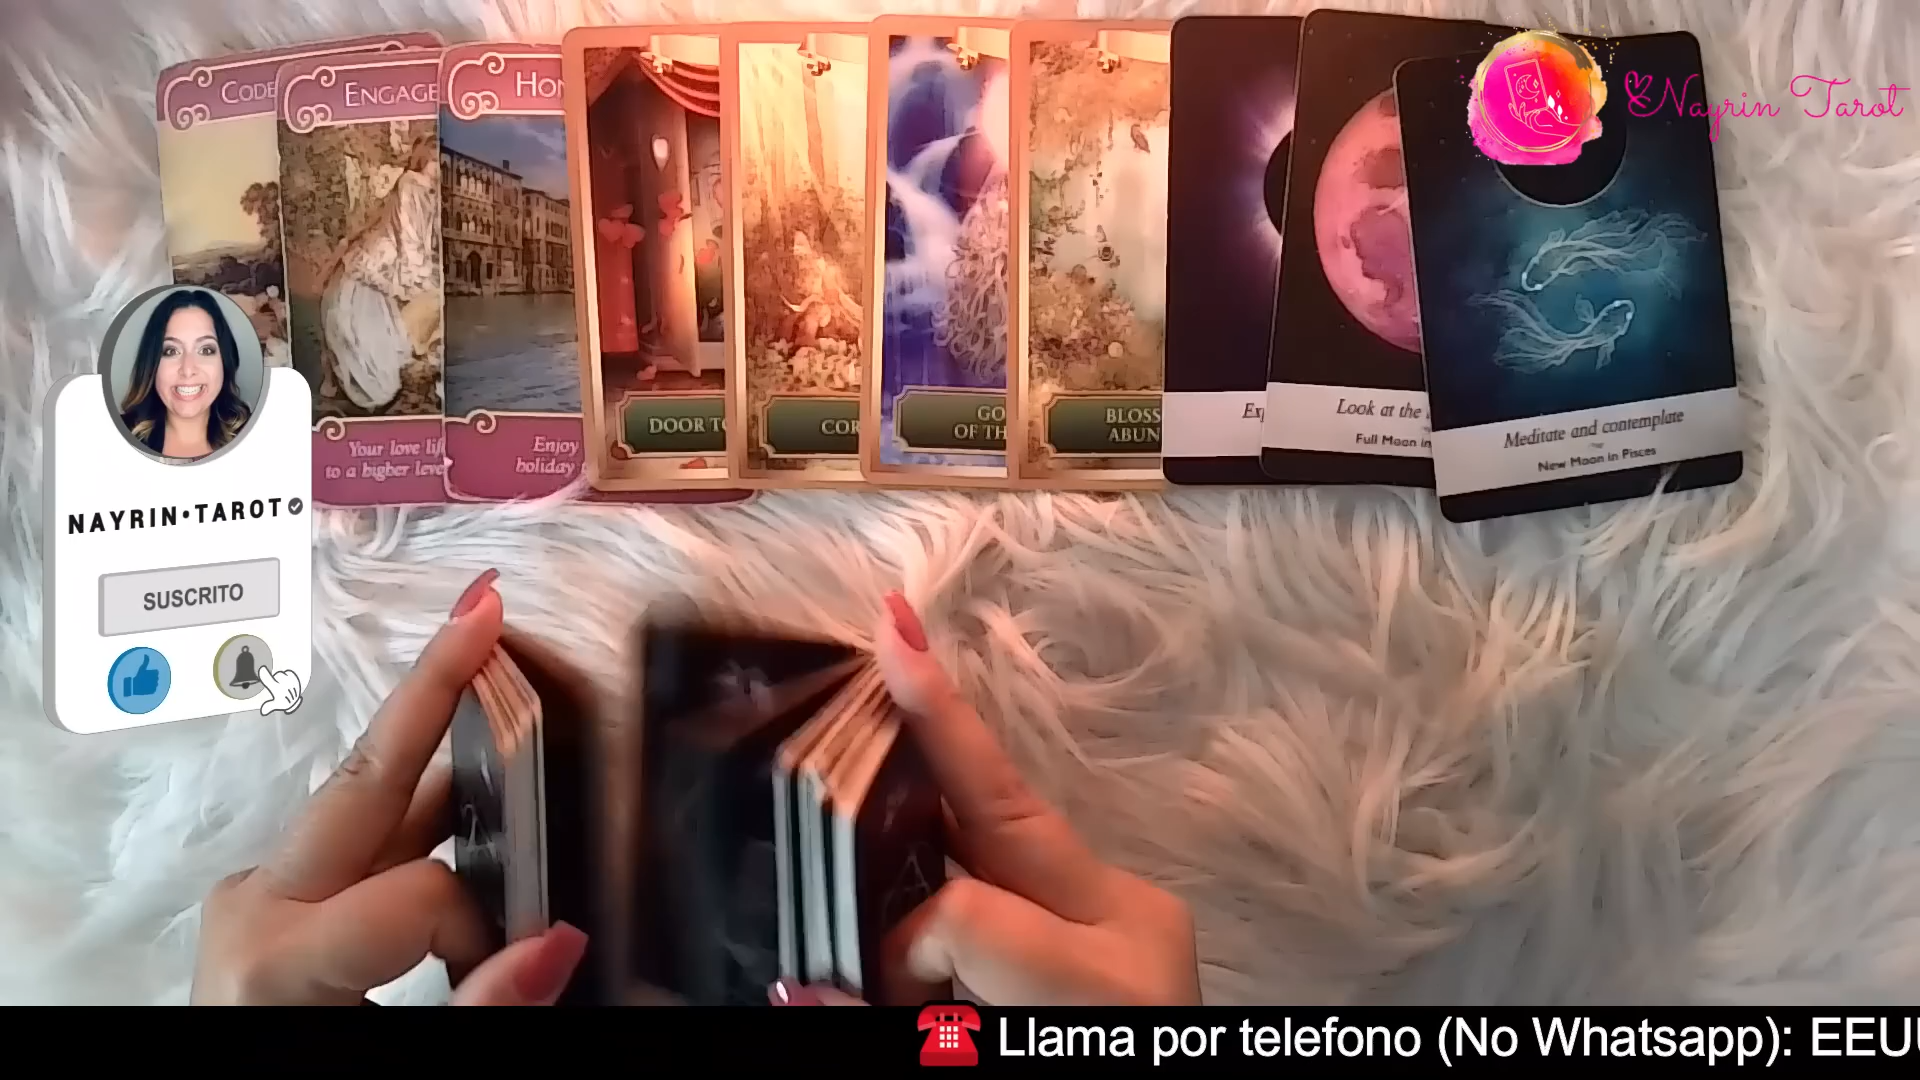 CODE
ENGAGE
HON
Nayrin Tarot
DOOR TO
COR
GO
OF TH
BLOSS
ABUN
Look at the
Full Moon in
Meditate and contemplate
New Moon in Pisces
Your love lif
to a higher leve
Enjoy
holiday
NAYRIN•TAROT
SUSCRITO
Llama por telefono (No Whatsapp): EEU